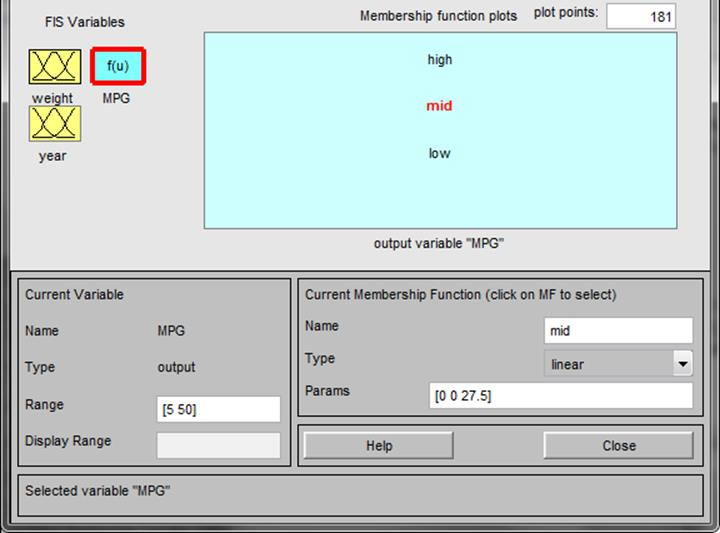 FIS Variables
Membership function plots
plot points:
181
f(u)
weight
MPG
year
high
mid
low
output variable "MPG"
Current Variable
Name
MPG
Type
output
Range
[5 50]
Display Range
Current Membership Function (click on MF to select)
Name
mid
Type
linear
Params
[0 0 27.5]
Help
Close
Selected variable "MPG"